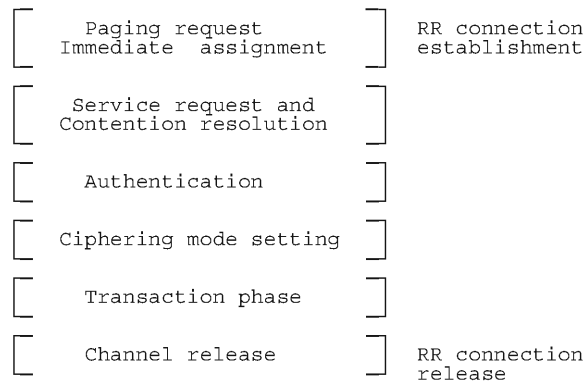 Paging request
Immediate assignment
RR connection
establishment
Service request and
Contention resolution
Authentication
Ciphering mode setting
Transaction phase
Channel release
RR connection
release